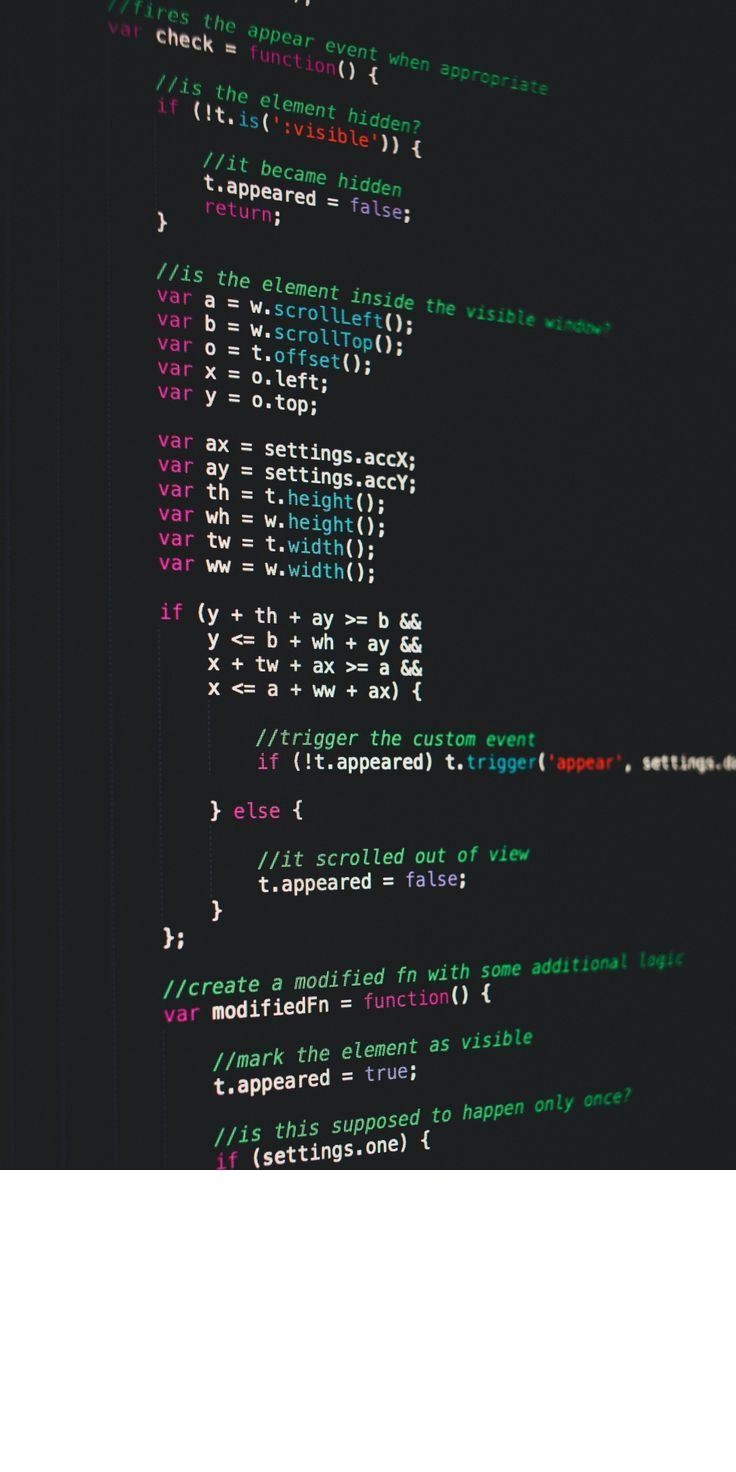 //fires the appear event when appropriate
var check = function() {
//is the element hidden?
if (!t.is(':visible')) {
//it became hidden
t.appeared = false;
return;
}
//is the element inside the visible window?
var a = w.scrollLeft();
var b = w.scrollTop();
var o = t.offset();
var x = o.left;
var y = o.top;
var ax = settings.accX;
var ay = settings.accY;
var th = t.height();
var wh = w.height();
var tw = t.width();
var ww = w.width();
if (y + th + ay >= b &&
y <= b + wh + ay &&
x + tw + ax >= a &&
x <= a + ww + ax) {
//trigger the custom event
if (!t.appeared) t.trigger('appear', settings.d
} else {
//it scrolled out of view
t.appeared = false;
}
};
//create a modified fn with some additional logic
var modifiedFn = function() {
//mark the element as visible
t.appeared = true;
//is this supposed to happen only once?
if (settings.one) {